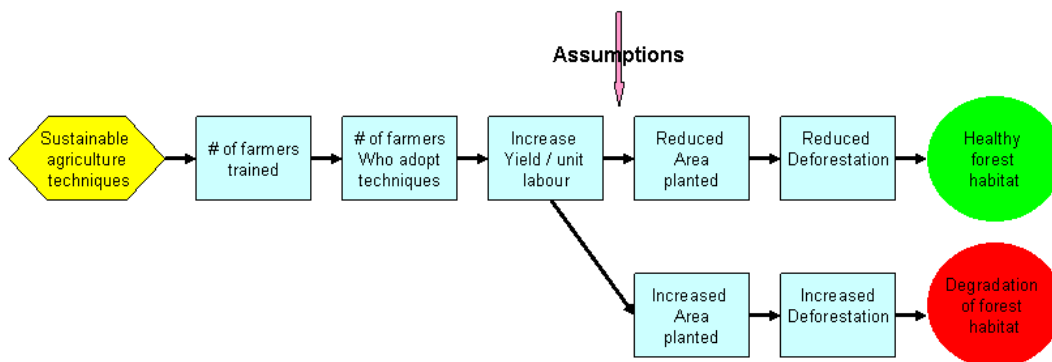 Assumptions
Sustainable
agriculture
techniques
# of farmers
trained
# of farmers
Who adopt
techniques
Increase
Yield / unit
labour
Reduced
Area
planted
Reduced
Deforestation
Healthy
forest
habitat
Increased
Area
planted
Increased
Deforestation
Degradation
of forest
habitat